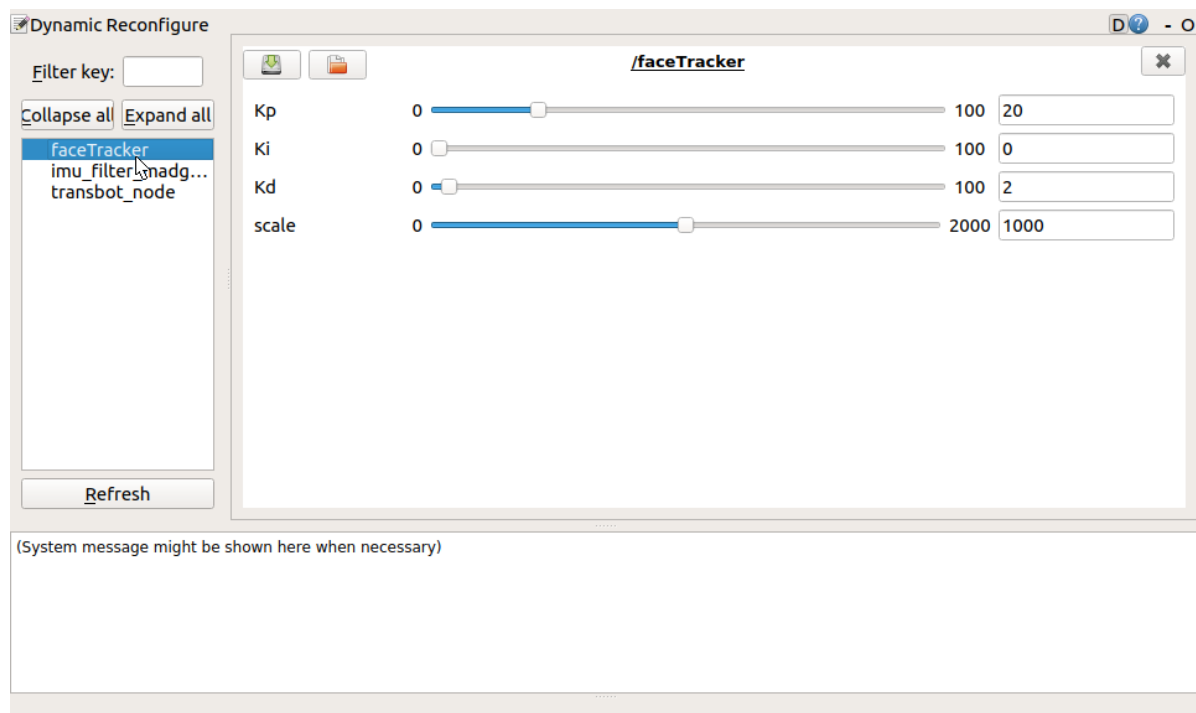 Dynamic Reconfigure
D ? - O
Filter key:
Collapse all Expand all
faceTracker
imu_filter_madg...
transbot_node
Refresh
/faceTracker
Kp 0 100 20
Ki 0 100 0
Kd 0 100 2
scale 0 2000 1000
(System message might be shown here when necessary)